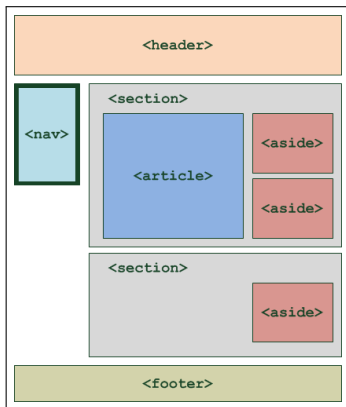 <header>
<nav>
<section>
<article>
<aside>
<aside>
<section>
<aside>
<footer>